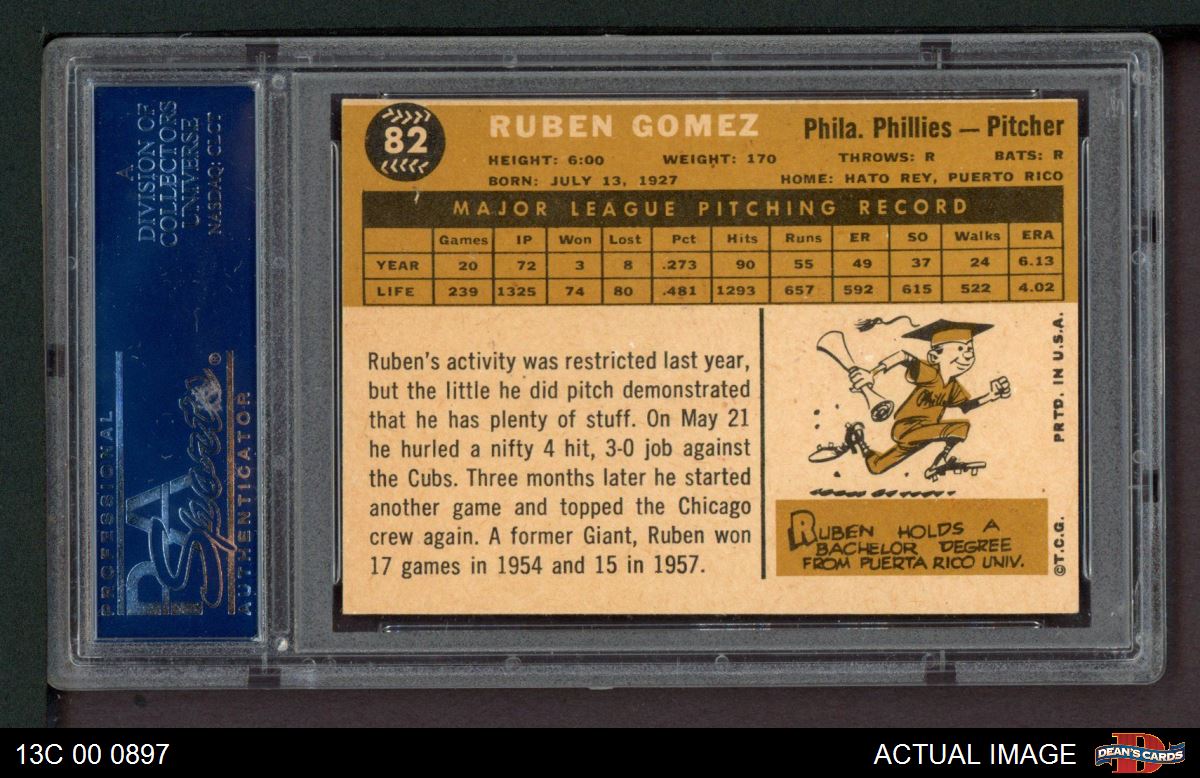 A
DIVISION OF
COLLECTORS
UNIVERSE
NASDAQ: CLCT
PROFESSIONAL
PSA
Sports®
AUTHENTICATOR
82
RUBEN GOMEZ
Phila. Phillies — Pitcher
HEIGHT: 6:00 WEIGHT: 170 THROWS: R BATS: R
BORN: JULY 13, 1927 HOME: HATO REY, PUERTO RICO
MAJOR LEAGUE PITCHING RECORD
Games IP Won Lost Pct Hits Runs ER SO Walks ERA
YEAR 20 72 3 8 .273 90 55 49 37 24 6.13
LIFE 239 1325 74 80 .481 1293 657 592 615 522 4.02
Ruben's activity was restricted last year,
but the little he did pitch demonstrated
that he has plenty of stuff. On May 21
he hurled a nifty 4 hit, 3-0 job against
the Cubs. Three months later he started
another game and topped the Chicago
crew again. A former Giant, Ruben won
17 games in 1954 and 15 in 1957.
Phills
RUBEN HOLDS A
BACHELOR DEGREE
FROM PUERTA RICO UNIV.
©T.C.G. PRTD. IN U.S.A.
13C 00 0897
ACTUAL IMAGE
D
DEAN'S CARDS